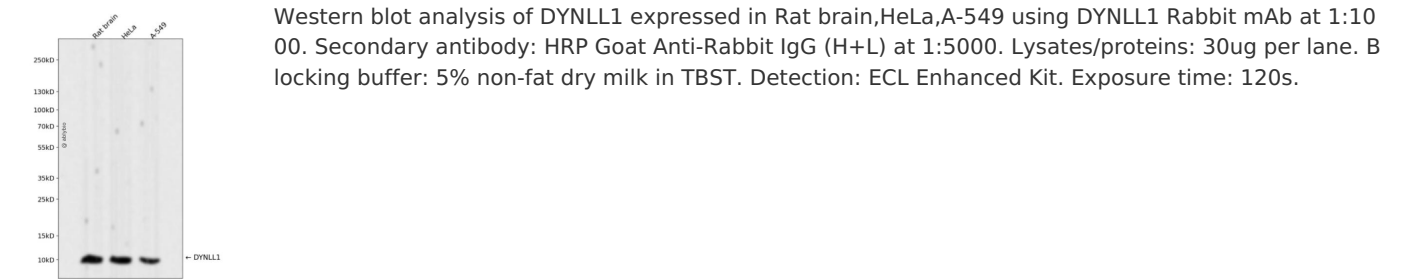 Rat brain
HeLa
A-549
Western blot analysis of DYNLL1 expressed in Rat brain,HeLa,A-549 using DYNLL1 Rabbit mAb at 1:10
00. Secondary antibody: HRP Goat Anti-Rabbit IgG (H+L) at 1:5000. Lysates/proteins: 30ug per lane. B
locking buffer: 5% non-fat dry milk in TBST. Detection: ECL Enhanced Kit. Exposure time: 120s.
250kD
130kD
100kD
70kD
55kD
35kD
25kD
15kD
10kD
← DYNLL1